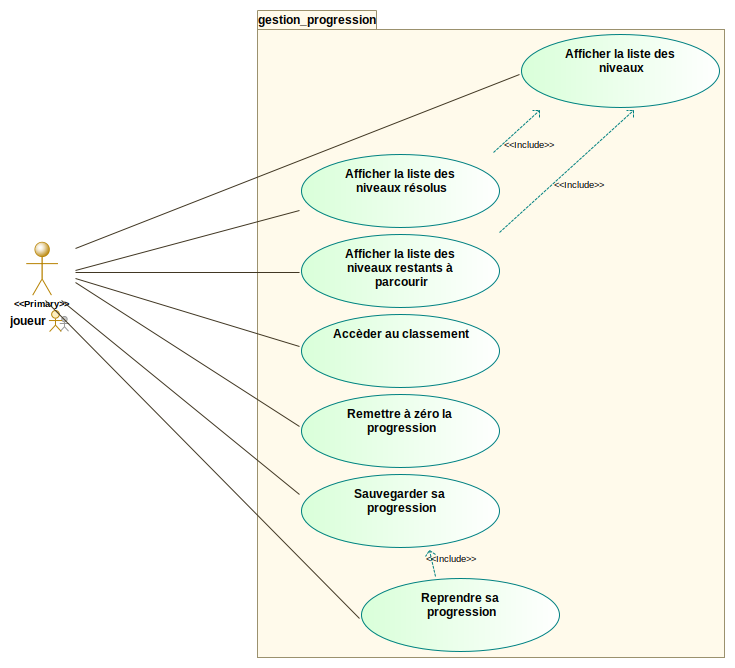 gestion_progression
Afficher la liste des
niveaux
<<Include>>
Afficher la liste des
niveaux résolus
<<Include>>
Afficher la liste des
niveaux restants à
parcourir
<<Primary>>
joueur
Accèder au classement
Remettre à zéro la
progression
Sauvegarder sa
progression
<<Include>>
Reprendre sa
progression